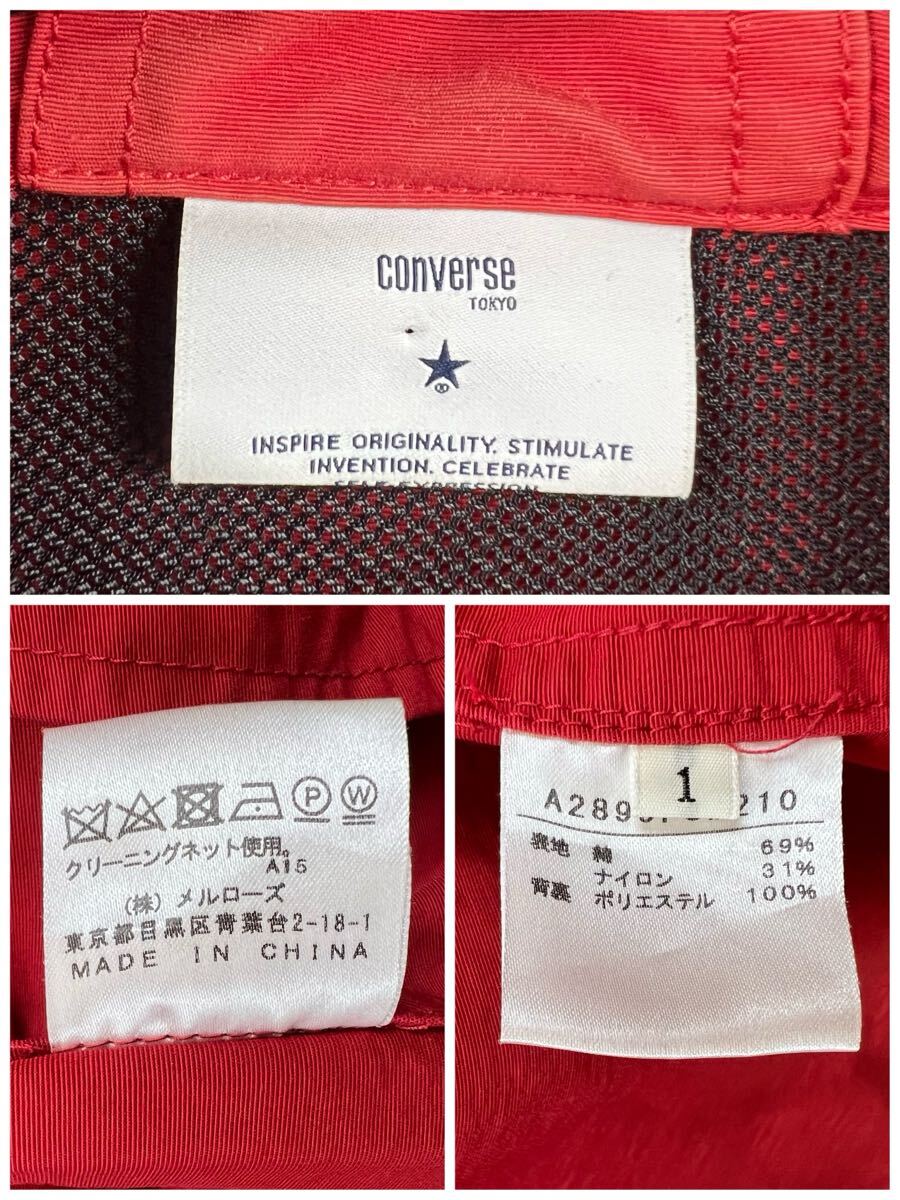 converse
TOKYO
INSPIRE ORIGINALITY. STIMULATE
INVENTION. CELEBRATE
SELF EXPRESSION
P W
クリーニングネット使用。
A15
(株) メルローズ
東京都目黒区青葉台2-18-1
MADE IN CHINA
1
210
表地 綿 69%
ナイロン 31%
背裏 ポリエステル 100%